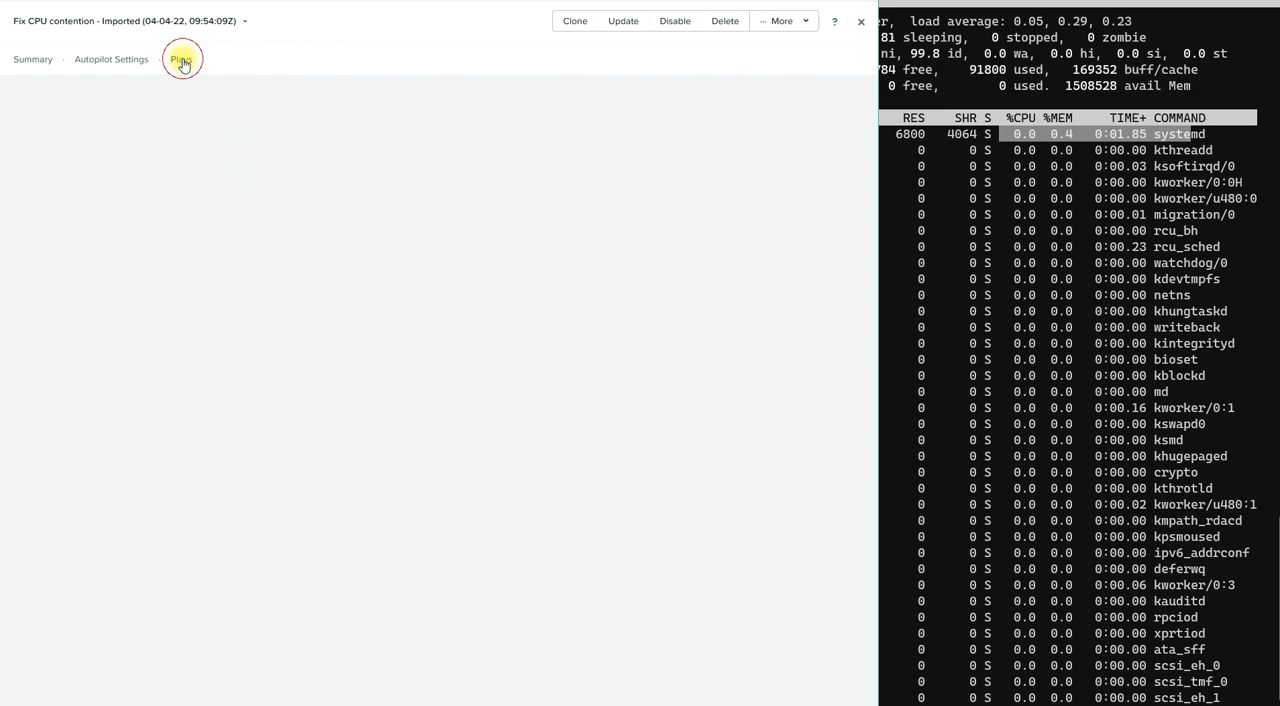 Fix CPU contention - Imported (04-04-22, 09:54:09Z)
Clone Update Disable Delete ··· More ?
Summary · Autopilot Settings · Plays
er, load average: 0.05, 0.29, 0.23
81 sleeping, 0 stopped, 0 zombie
ni, 99.8 id, 0.0 wa, 0.0 hi, 0.0 si, 0.0 st
784 free, 91800 used, 169352 buff/cache
0 free, 0 used. 1508528 avail Mem
RES SHR S %CPU %MEM TIME+ COMMAND
6800 4064 S 0.0 0.4 0:01.85 systemd
0 0 S 0.0 0.0 0:00.00 kthreadd
0 0 S 0.0 0.0 0:00.03 ksoftirqd/0
0 0 S 0.0 0.0 0:00.00 kworker/0:0H
0 0 S 0.0 0.0 0:00.00 kworker/u480:0
0 0 S 0.0 0.0 0:00.01 migration/0
0 0 S 0.0 0.0 0:00.00 rcu_bh
0 0 S 0.0 0.0 0:00.23 rcu_sched
0 0 S 0.0 0.0 0:00.00 watchdog/0
0 0 S 0.0 0.0 0:00.00 kdevtmpfs
0 0 S 0.0 0.0 0:00.00 netns
0 0 S 0.0 0.0 0:00.00 khungtaskd
0 0 S 0.0 0.0 0:00.00 writeback
0 0 S 0.0 0.0 0:00.00 kintegrityd
0 0 S 0.0 0.0 0:00.00 bioset
0 0 S 0.0 0.0 0:00.00 kblockd
0 0 S 0.0 0.0 0:00.00 md
0 0 S 0.0 0.0 0:00.16 kworker/0:1
0 0 S 0.0 0.0 0:00.00 kswapd0
0 0 S 0.0 0.0 0:00.00 ksmd
0 0 S 0.0 0.0 0:00.00 khugepaged
0 0 S 0.0 0.0 0:00.00 crypto
0 0 S 0.0 0.0 0:00.00 kthrotld
0 0 S 0.0 0.0 0:00.02 kworker/u480:1
0 0 S 0.0 0.0 0:00.00 kmpath_rdacd
0 0 S 0.0 0.0 0:00.00 kpsmoused
0 0 S 0.0 0.0 0:00.00 ipv6_addrconf
0 0 S 0.0 0.0 0:00.00 deferwq
0 0 S 0.0 0.0 0:00.06 kworker/0:3
0 0 S 0.0 0.0 0:00.00 kauditd
0 0 S 0.0 0.0 0:00.00 rpciod
0 0 S 0.0 0.0 0:00.00 xprtiod
0 0 S 0.0 0.0 0:00.00 ata_sff
0 0 S 0.0 0.0 0:00.00 scsi_eh_0
0 0 S 0.0 0.0 0:00.00 scsi_tmf_0
0 0 S 0.0 0.0 0:00.00 scsi_eh_1